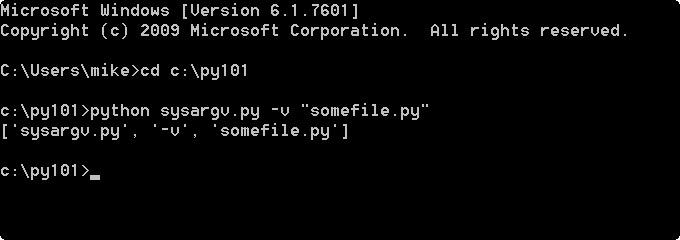 Microsoft Windows [Version 6.1.7601]
Copyright (c) 2009 Microsoft Corporation.  All rights reserved.
C:\Users\mike>cd c:\py101
c:\py101>python sysargv.py -v "somefile.py"
['sysargv.py', '-v', 'somefile.py']
c:\py101>_